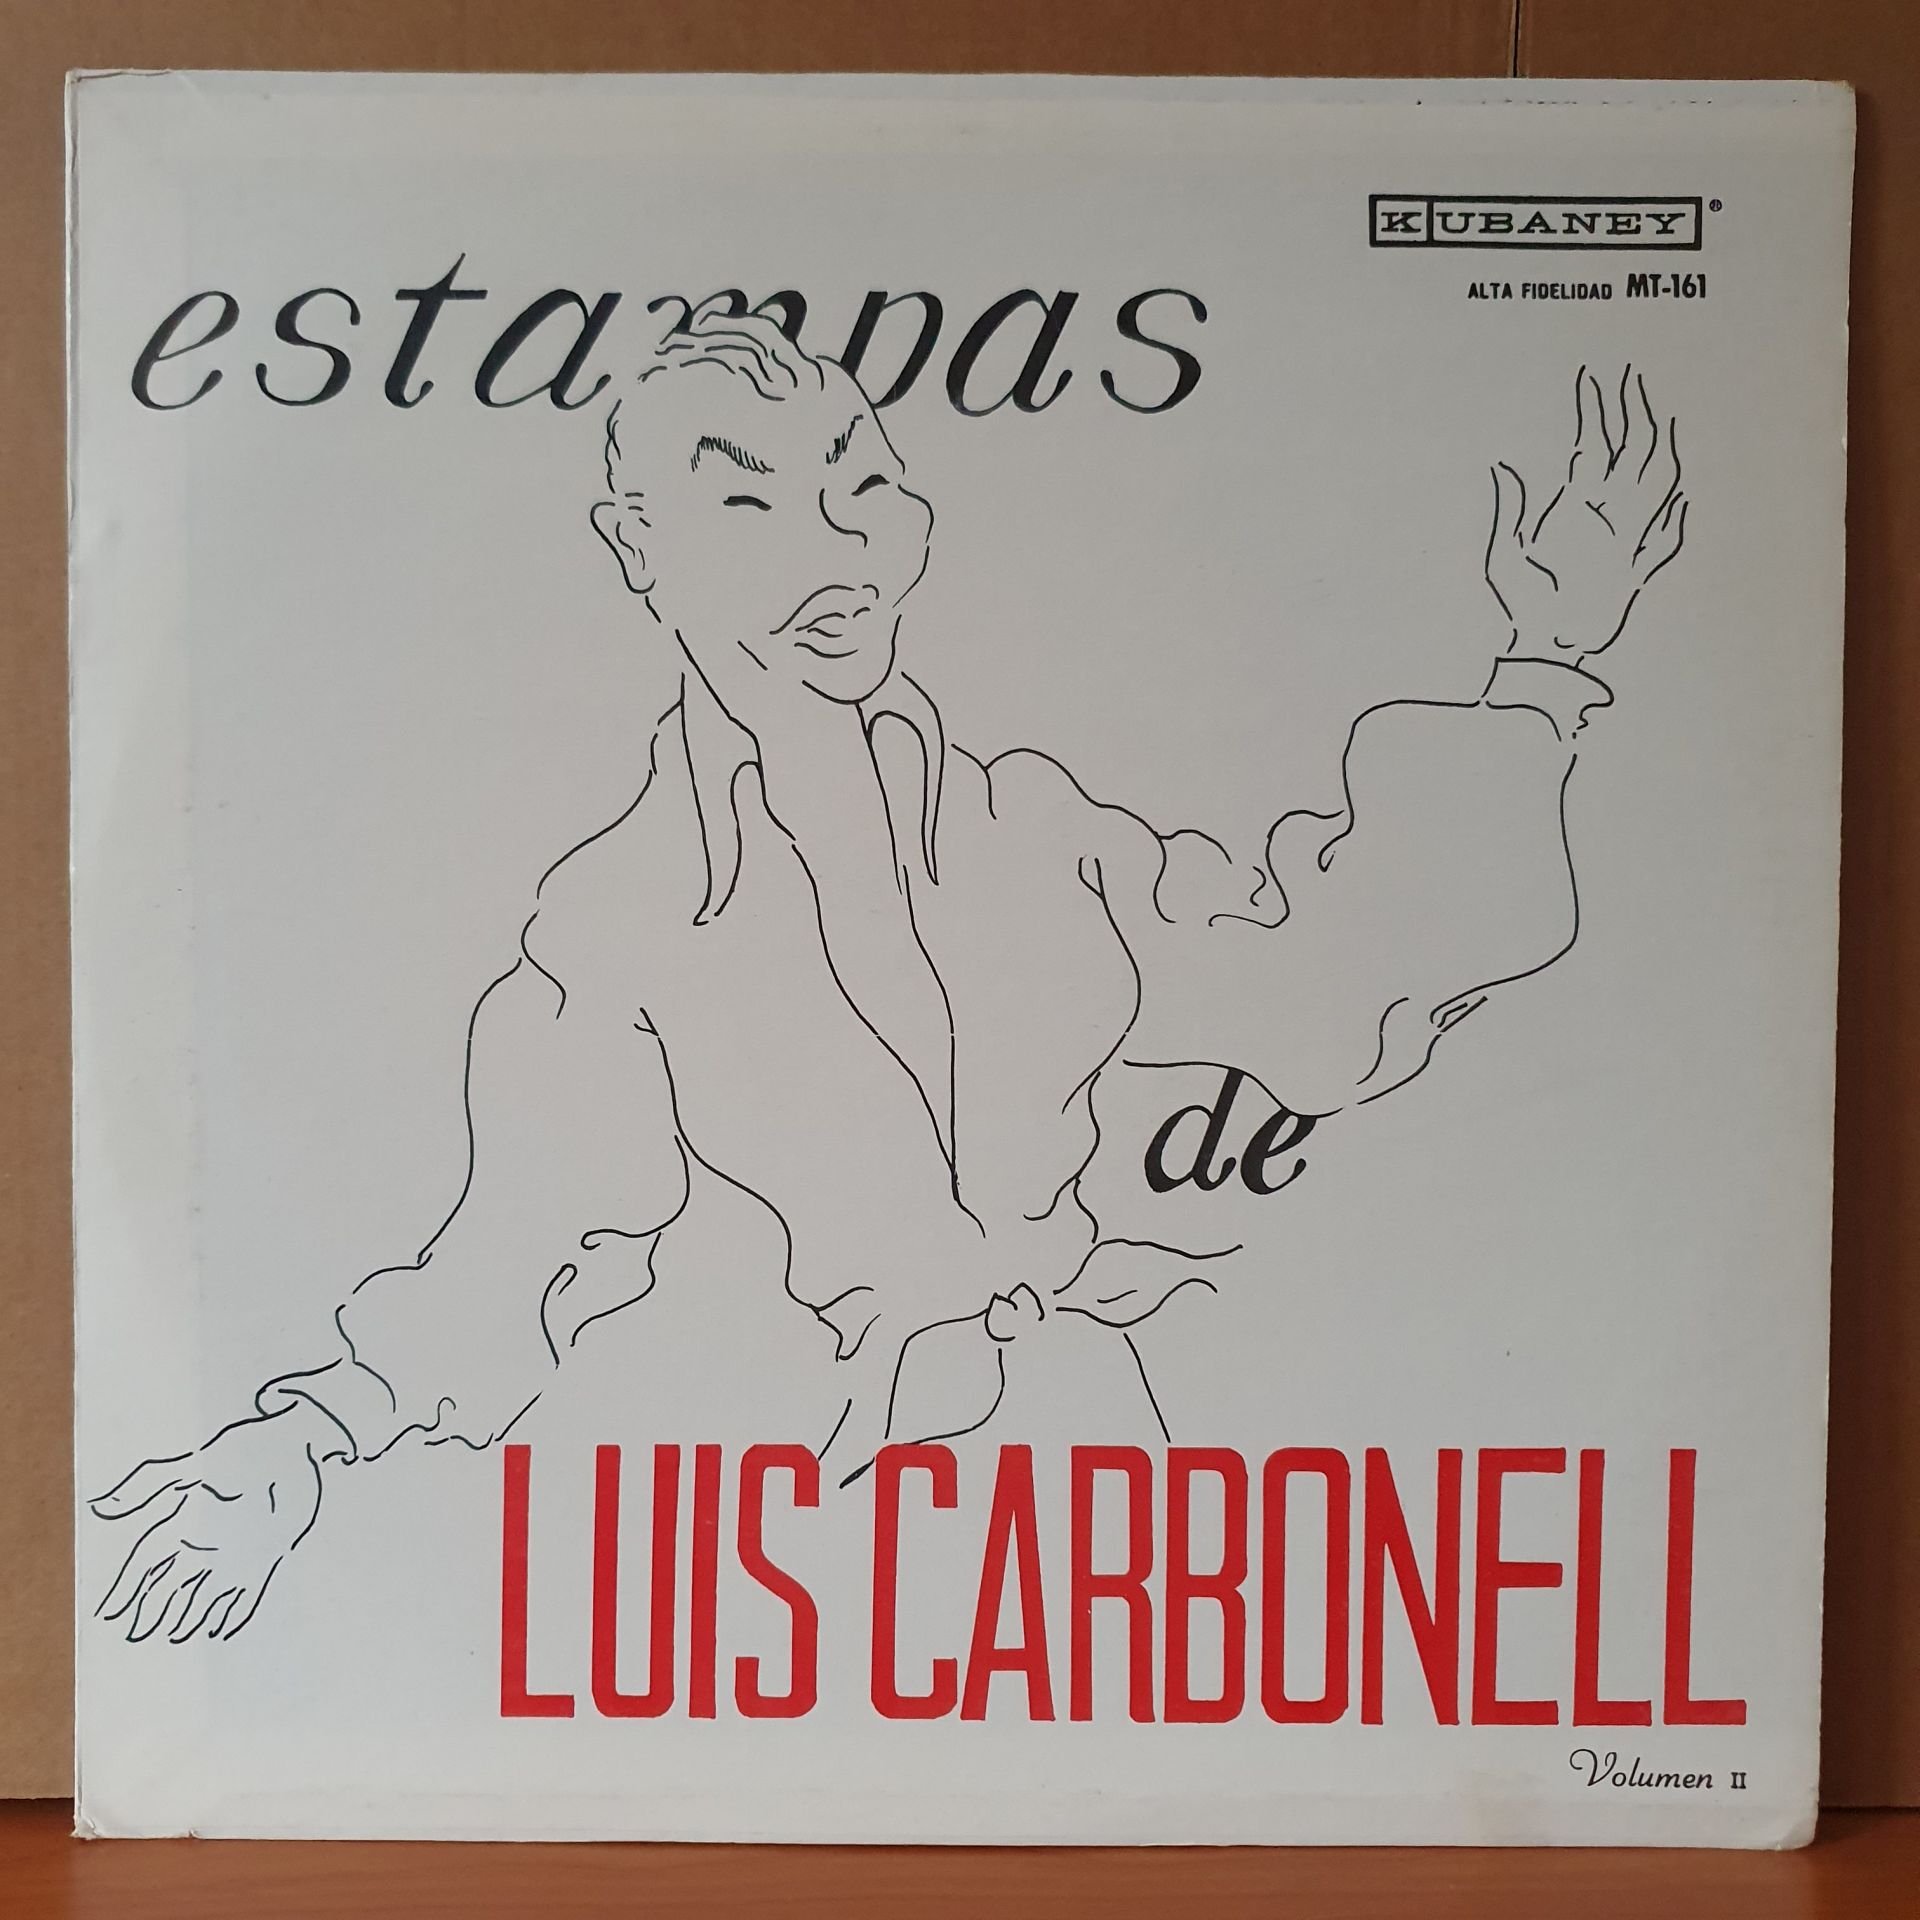 KUBANEY®
ALTA FIDELIDAD MT-161
estampas
de
LUIS CARBONELL
Volumen II